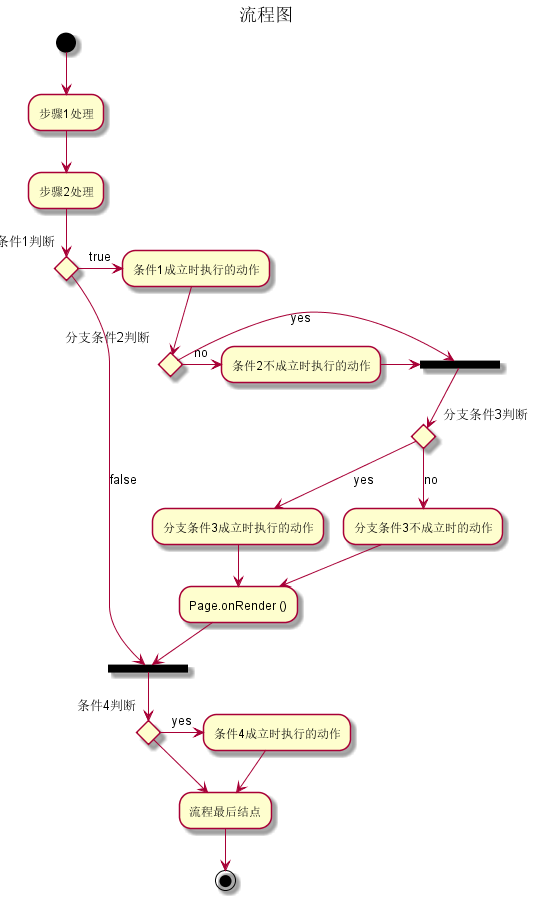 流程图
步骤1处理
步骤2处理
条件1判断
true
条件1成立时执行的动作
yes
分支条件2判断
no
条件2不成立时执行的动作
分支条件3判断
false
yes
no
分支条件3成立时执行的动作
分支条件3不成立时的动作
Page.onRender ()
条件4判断
yes
条件4成立时执行的动作
流程最后结点